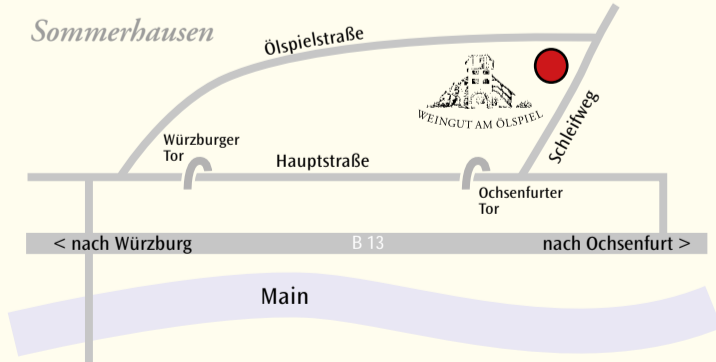 Sommerhausen
Ölspielstraße
WEINGUT AM ÖLSPIEL
Schleifweg
Würzburger
Tor
Hauptstraße
Ochsenfurter
Tor
< nach Würzburg
B 13
nach Ochsenfurt >
Main